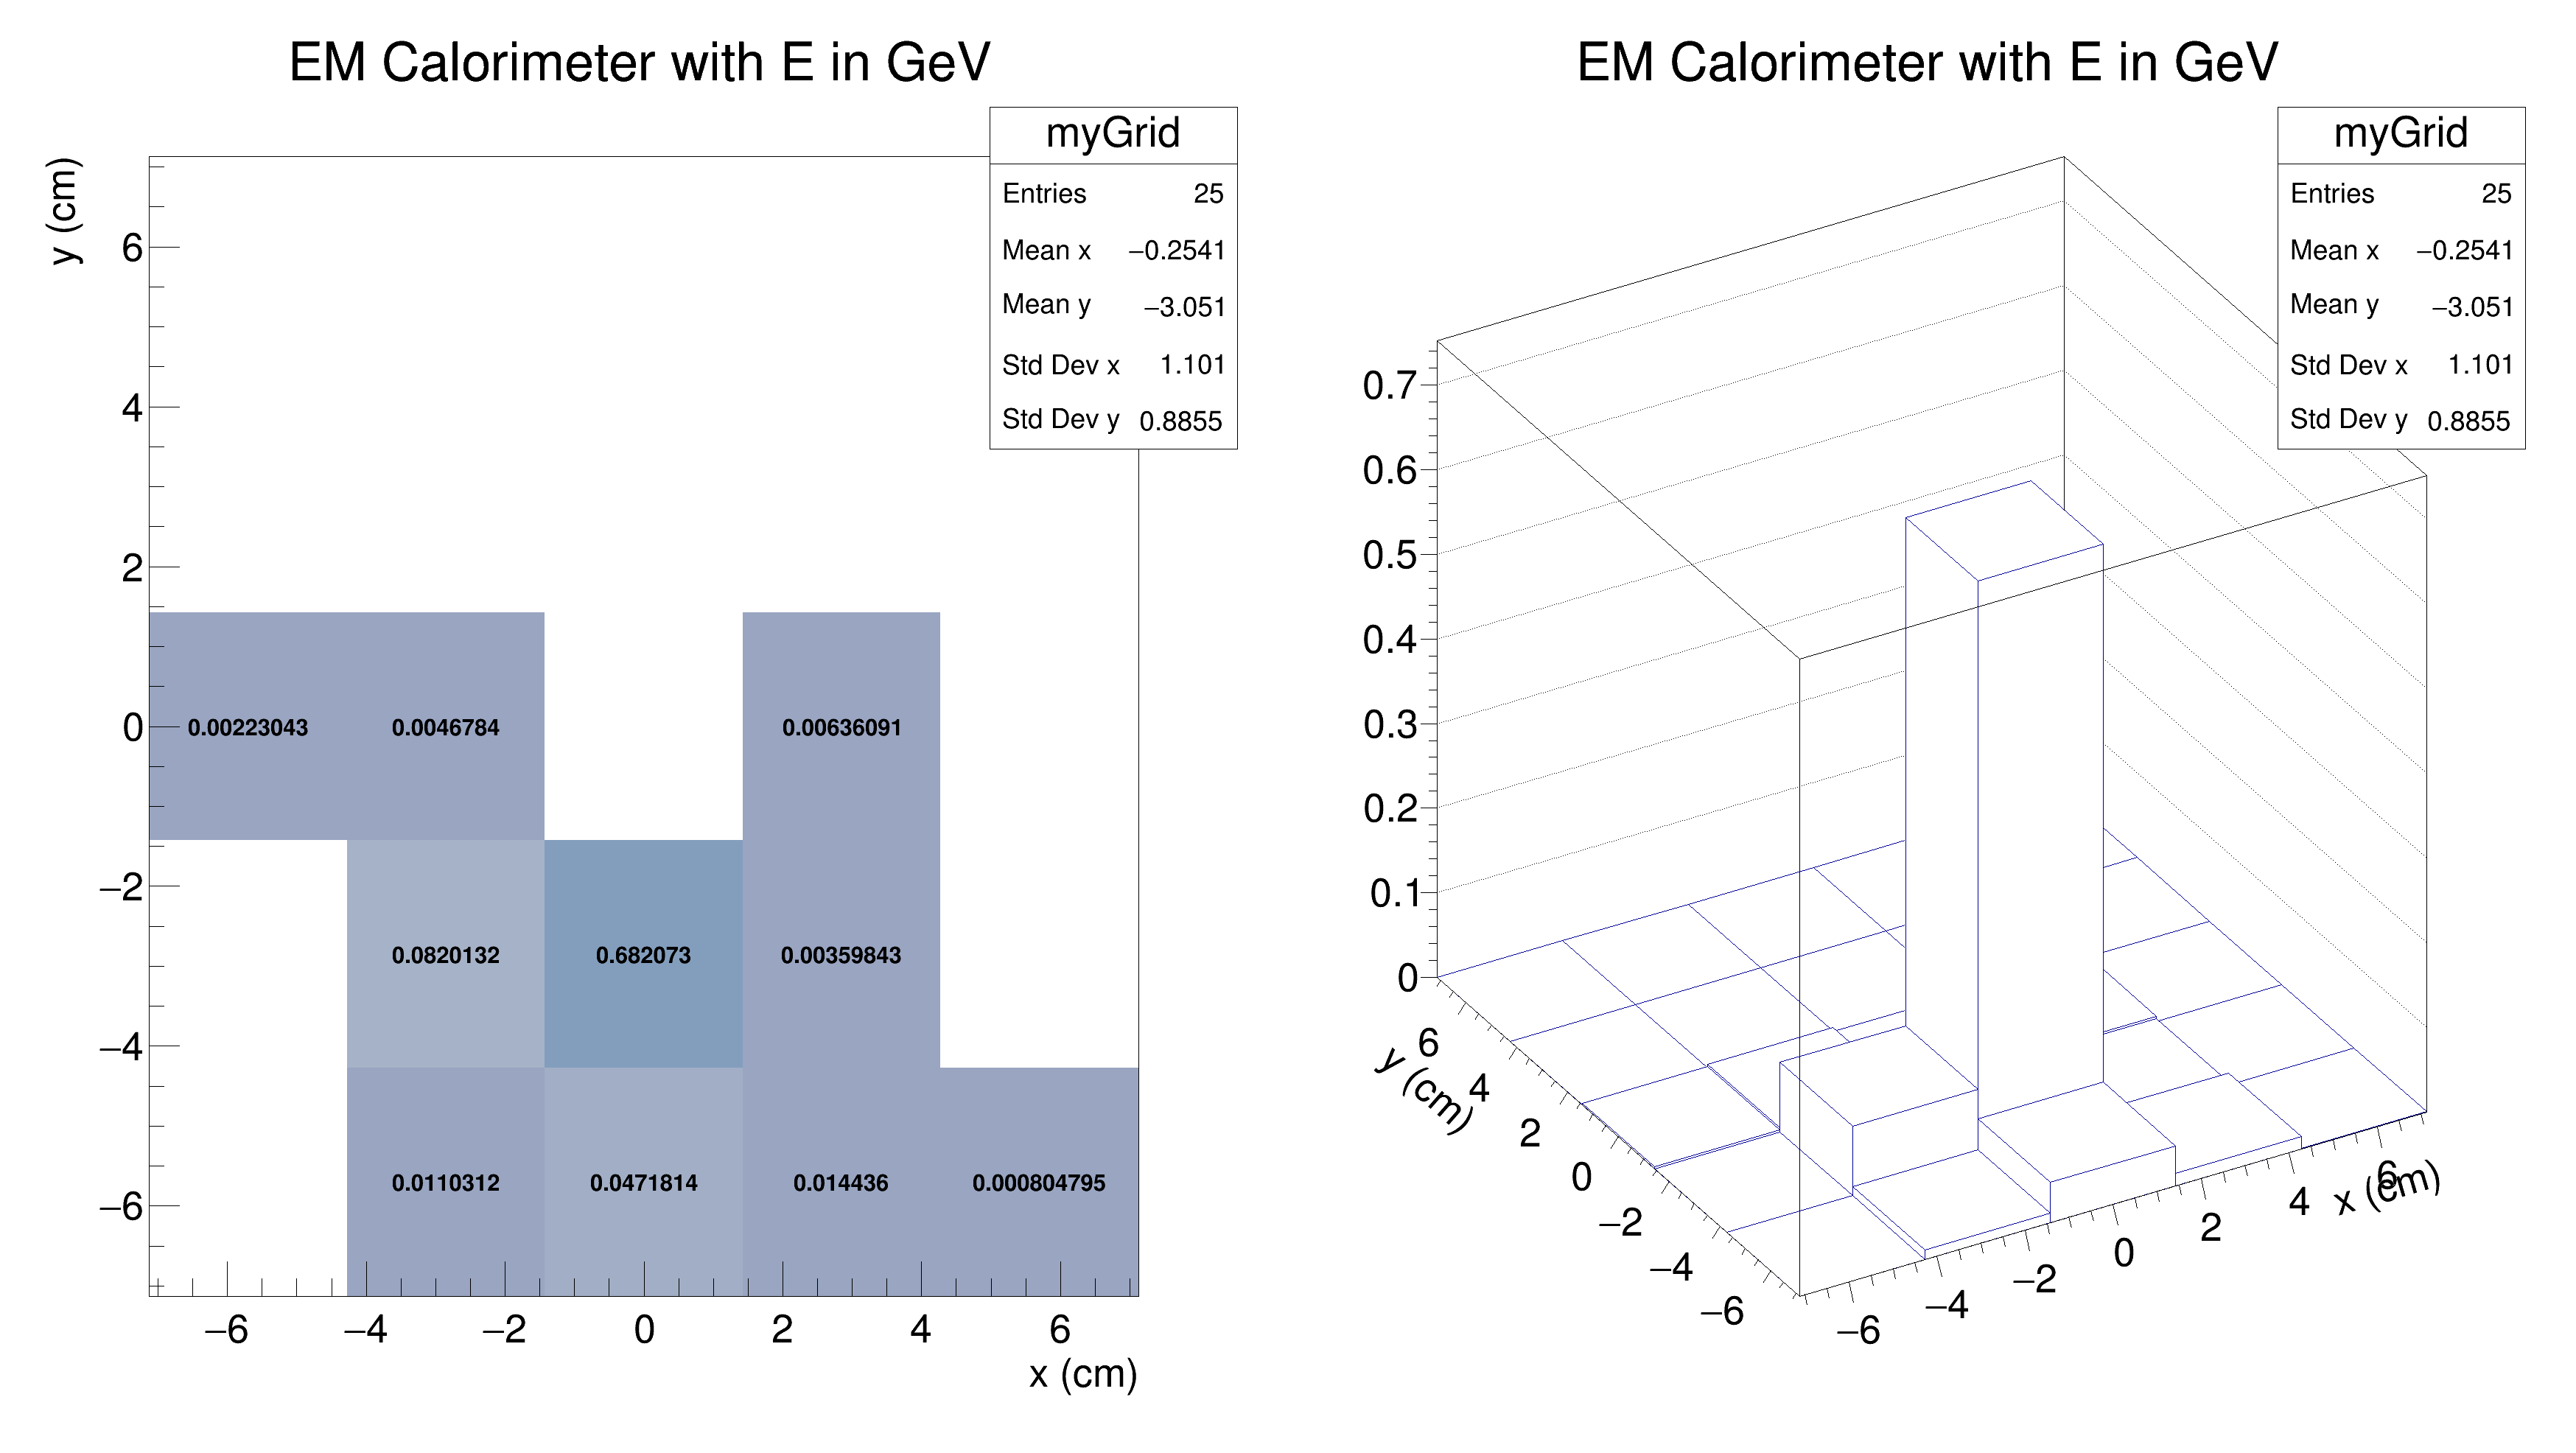 EM Calorimeter with E in GeV
myGrid
Entries 25
Mean x −0.2541
Mean y −3.051
Std Dev x 1.101
Std Dev y 0.8855
y (cm)
6
4
2
0
−2
−4
−6
0.00223043 0.0046784 0.00636091
0.0820132 0.682073 0.00359843
0.0110312 0.0471814 0.014436 0.000804795
−6 −4 −2 0 2 4 6
x (cm)
EM Calorimeter with E in GeV
myGrid
Entries 25
Mean x −0.2541
Mean y −3.051
Std Dev x 1.101
Std Dev y 0.8855
0.7
0.6
0.5
0.4
0.3
0.2
0.1
0
y (cm)
6
4
2
0
−2
−4
−6
−6 −4 −2 0 2 4 6
x (cm)